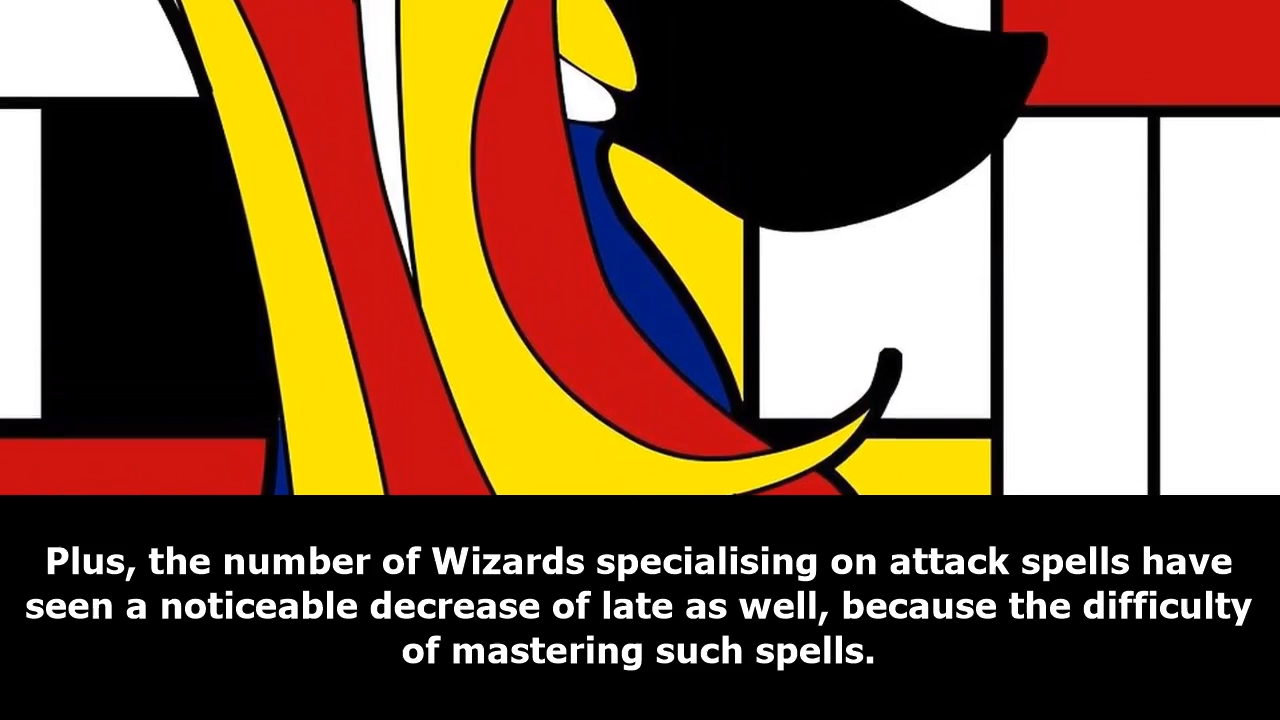 Plus, the number of Wizards specialising on attack spells have
seen a noticeable decrease of late as well, because the difficulty
of mastering such spells.